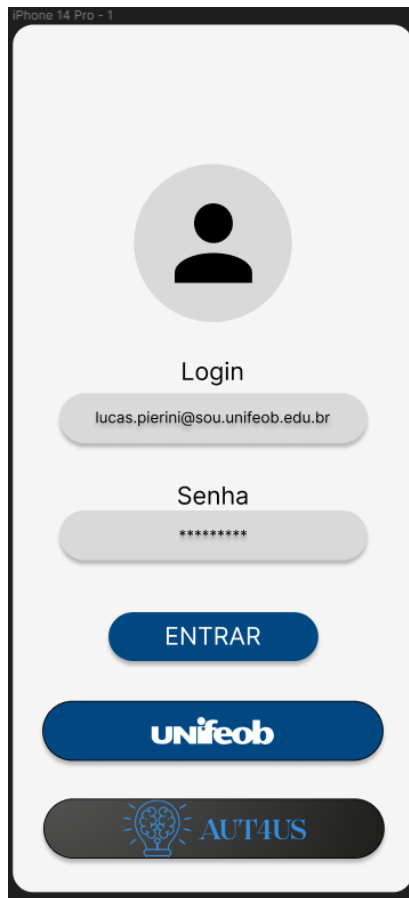 iPhone 14 Pro - 1
Login
lucas.pierini@sou.unifeob.edu.br
Senha
*********
ENTRAR
unifeob
AUT4US